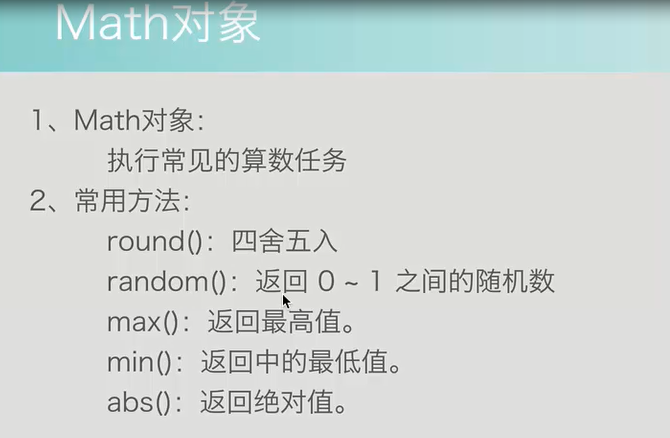 Math对象
1、Math对象：
执行常见的算数任务
2、常用方法：
round()：四舍五入
random()：返回 0 ~ 1 之间的随机数
max()：返回最高值。
min()：返回中的最低值。
abs()：返回绝对值。